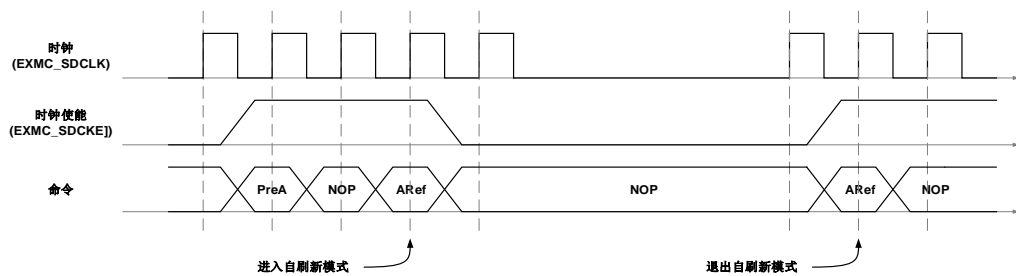 时钟
(EXMC_SDCLK)
时钟使能
(EXMC_SDCKE])
命令
PreA
NOP
ARef
NOP
ARef
NOP
进入自刷新模式
退出自刷新模式